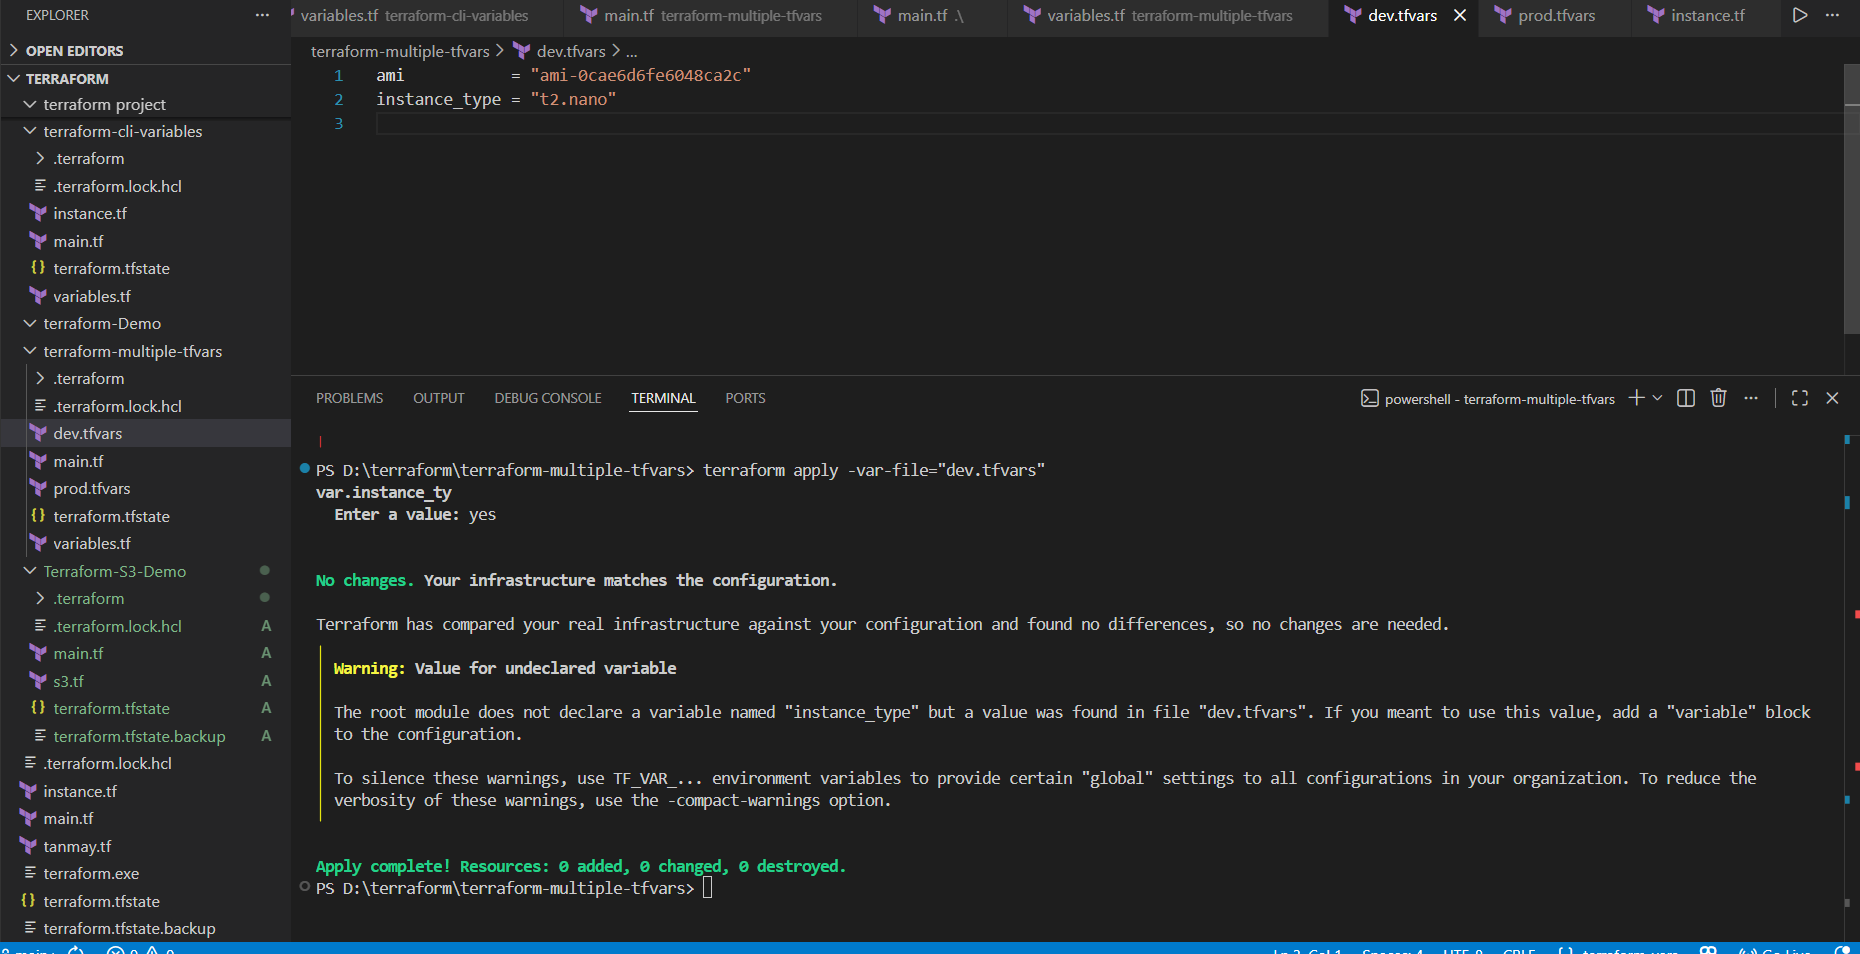 EXPLORER
OPEN EDITORS
TERRAFORM
terraform project
terraform-cli-variables
.terraform
.terraform.lock.hcl
instance.tf
main.tf
terraform.tfstate
variables.tf
terraform-Demo
terraform-multiple-tfvars
.terraform
.terraform.lock.hcl
dev.tfvars
main.tf
prod.tfvars
terraform.tfstate
variables.tf
Terraform-S3-Demo
.terraform
.terraform.lock.hcl A
main.tf A
s3.tf A
terraform.tfstate A
terraform.tfstate.backup A
.terraform.lock.hcl
instance.tf
main.tf
tanmay.tf
terraform.exe
terraform.tfstate
terraform.tfstate.backup
variables.tf terraform-cli-variables main.tf terraform-multiple-tfvars main.tf .\ variables.tf terraform-multiple-tfvars dev.tfvars prod.tfvars instance.tf
terraform-multiple-tfvars > dev.tfvars > ...
1 ami = "ami-0cae6d6fe6048ca2c"
2 instance_type = "t2.nano"
3
PROBLEMS OUTPUT DEBUG CONSOLE TERMINAL PORTS powershell - terraform-multiple-tfvars
PS D:\terraform\terraform-multiple-tfvars> terraform apply -var-file="dev.tfvars"
var.instance_ty
Enter a value: yes
No changes. Your infrastructure matches the configuration.
Terraform has compared your real infrastructure against your configuration and found no differences, so no changes are needed.
Warning: Value for undeclared variable
The root module does not declare a variable named "instance_type" but a value was found in file "dev.tfvars". If you meant to use this value, add a "variable" block
to the configuration.
To silence these warnings, use TF_VAR_... environment variables to provide certain "global" settings to all configurations in your organization. To reduce the
verbosity of these warnings, use the -compact-warnings option.
Apply complete! Resources: 0 added, 0 changed, 0 destroyed.
PS D:\terraform\terraform-multiple-tfvars>